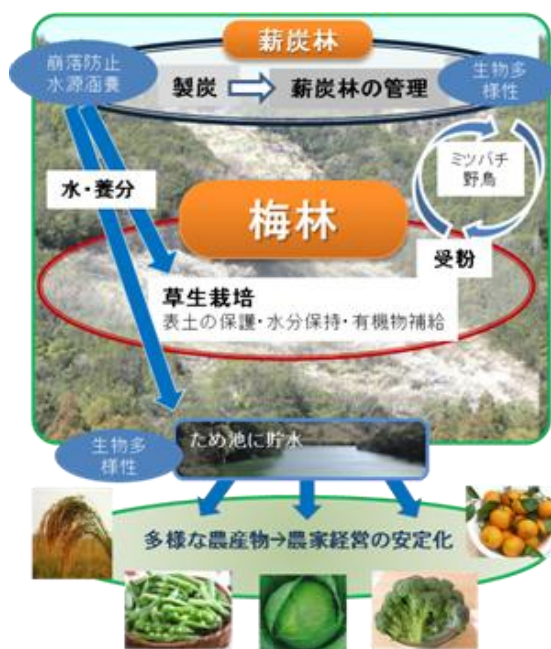 薪炭林
崩落防止
水源涵養
製炭
薪炭林の管理
生物多
様性
ミツバチ
野鳥
水・養分
梅林
受粉
草生栽培
表土の保護・水分保持・有機物補給
生物多
様性
ため池に貯水
多様な農産物→農家経営の安定化